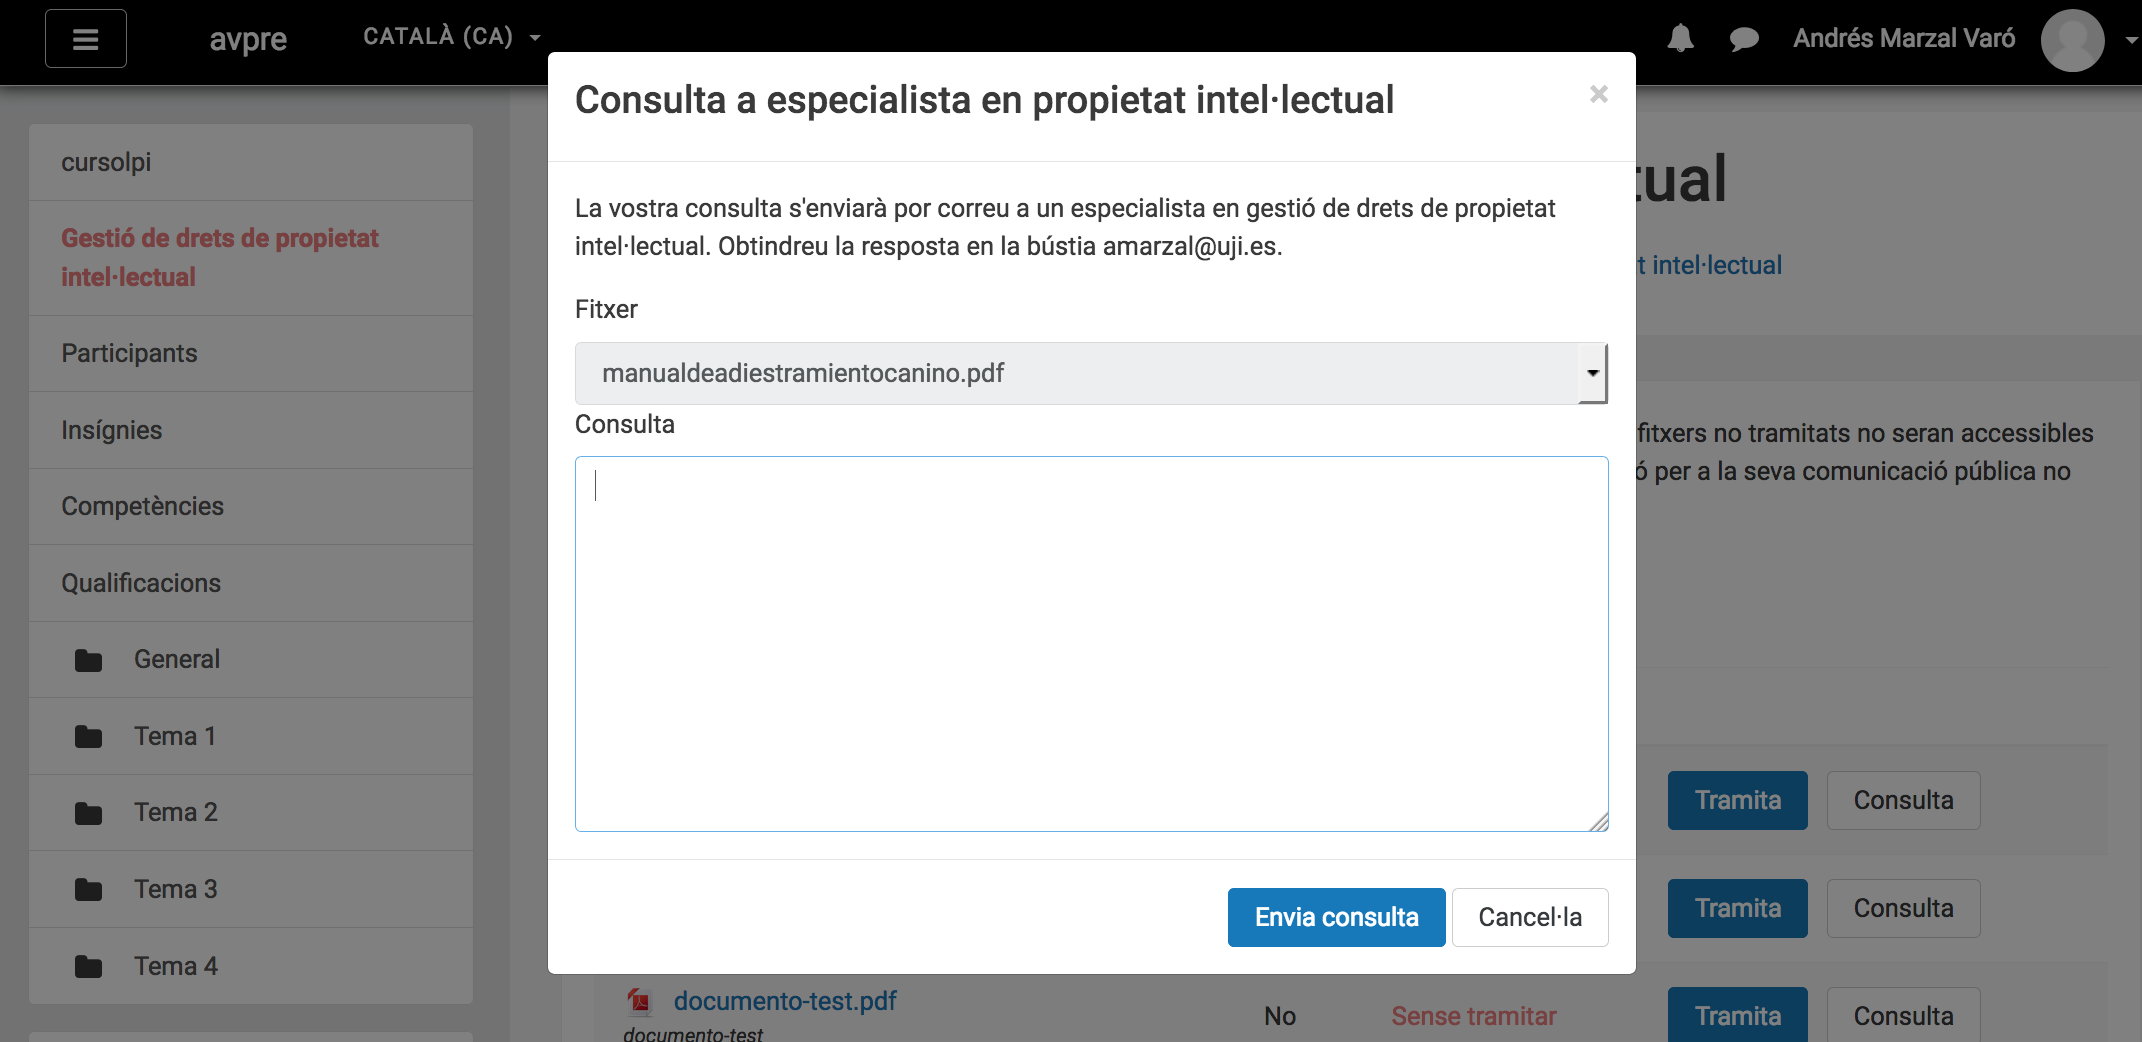 avpre
CATALÀ (CA)
Andrés Marzal Varó
cursolpi
Gestió de drets de propietat
intel·lectual
Participants
Insígnies
Competències
Qualificacions
General
Tema 1
Tema 2
Tema 3
Tema 4
Consulta a especialista en propietat intel·lectual
×
La vostra consulta s'enviarà por correu a un especialista en gestió de drets de propietat
intel·lectual. Obtindreu la resposta en la bústia amarzal@uji.es.
Fitxer
manualdeadiestramientocanino.pdf
Consulta
Envia consulta
Cancel·la
tual
t intel·lectual
fitxers no tramitats no seran accessibles
ó per a la seva comunicació pública no
Tramita
Consulta
Tramita
Consulta
documento-test.pdf
documento-test
No
Sense tramitar
Tramita
Consulta